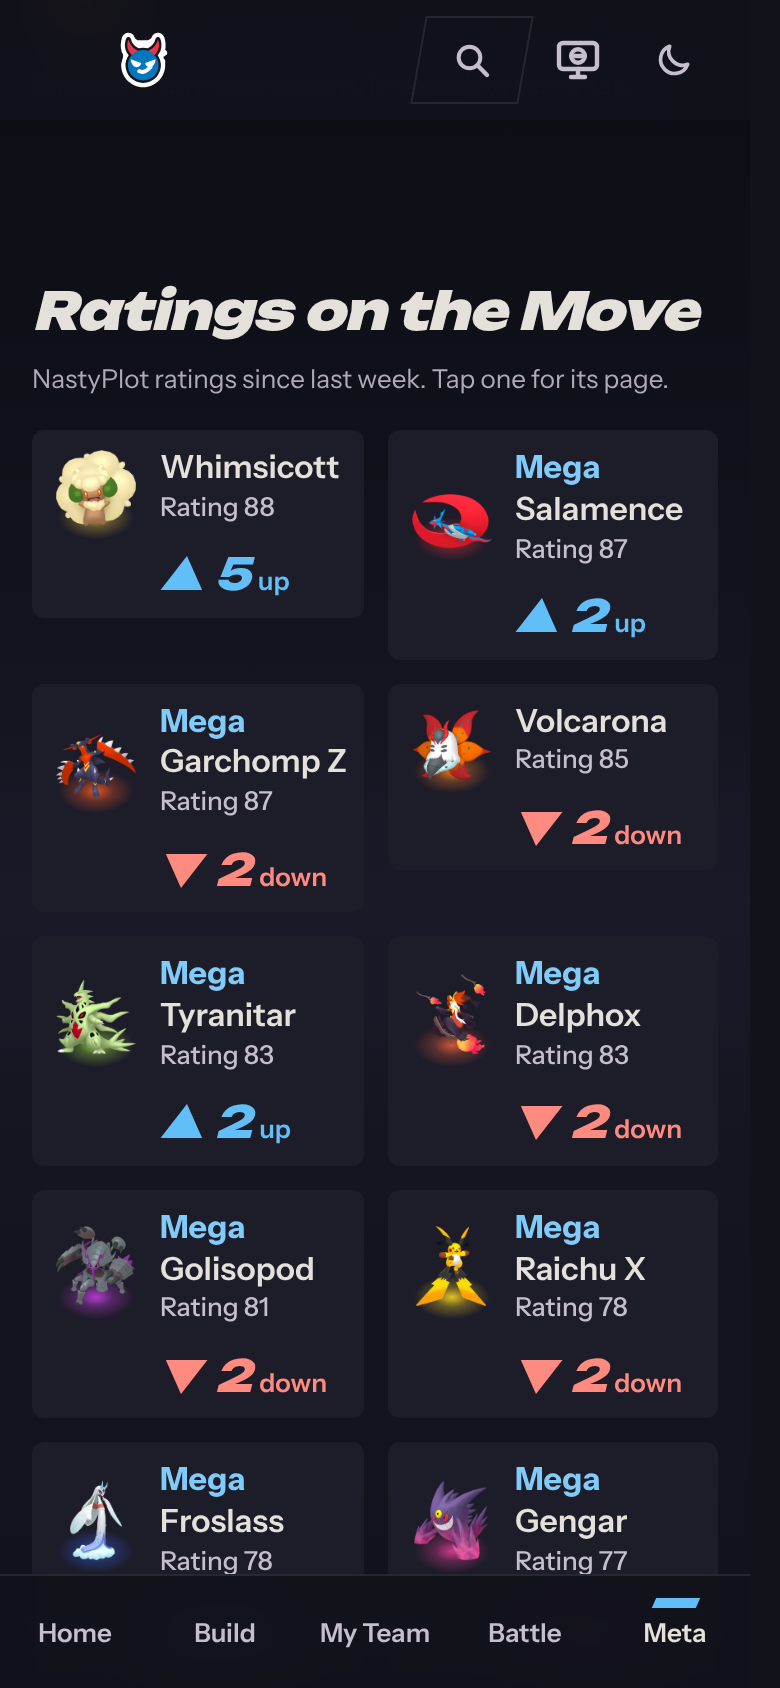 Ratings on the Move
NastyPlot ratings since last week. Tap one for its page.
Whimsicott
Rating 88
5 up
Mega
Salamence
Rating 87
2 up
Mega
Garchomp Z
Rating 87
2 down
Volcarona
Rating 85
2 down
Mega
Tyranitar
Rating 83
2 up
Mega
Delphox
Rating 83
2 down
Mega
Golisopod
Rating 81
2 down
Mega
Raichu X
Rating 78
2 down
Mega
Froslass
Rating 78
Mega
Gengar
Rating 77
Home
Build
My Team
Battle
Meta